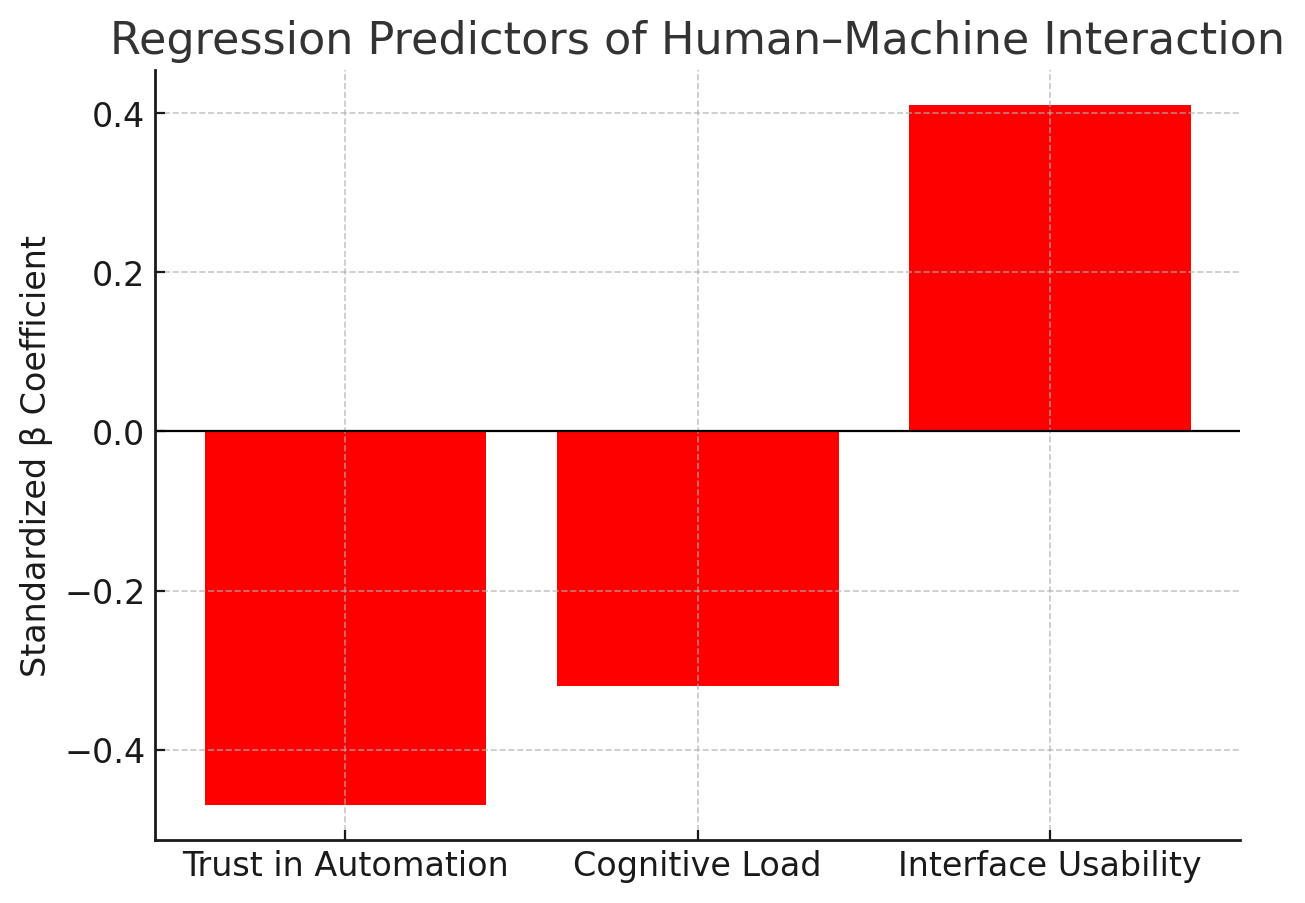 Regression Predictors of Human–Machine Interaction
Standardized β Coefficient
0.4
0.2
0.0
−0.2
−0.4
Trust in Automation
Cognitive Load
Interface Usability